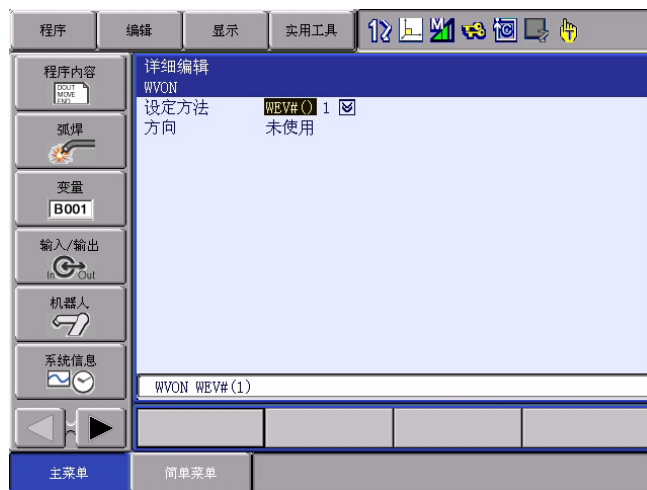 程序 编辑 显示 实用工具
程序内容
DOUT
MOVE
END
弧焊
变量
B001
输入/输出
In Out
机器人
系统信息
详细编辑
WVON
设定方法 WEV#() 1
方向 未使用
WVON WEV#(1)
主菜单 简单菜单